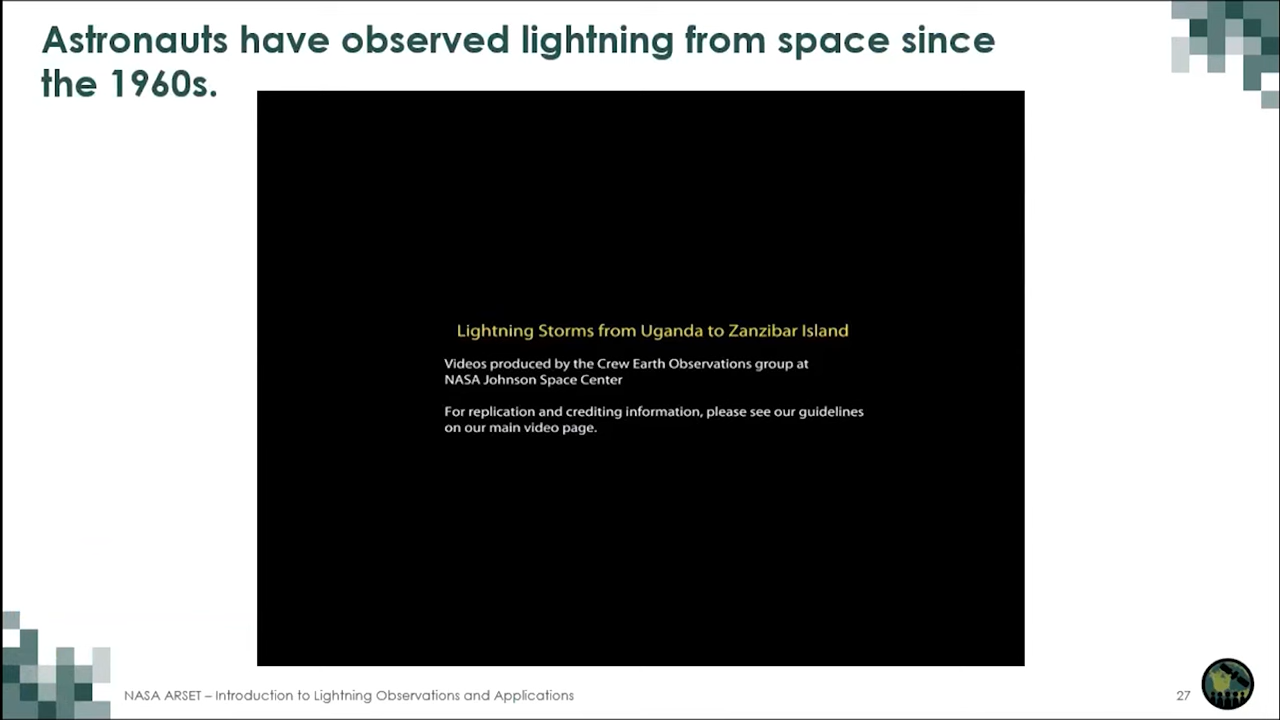 Astronauts have observed lightning from space since
the 1960s.
Lightning Storms from Uganda to Zanzibar Island
Videos produced by the Crew Earth Observations group at
NASA Johnson Space Center
For replication and crediting information, please see our guidelines
on our main video page.
NASA ARSET – Introduction to Lightning Observations and Applications
27